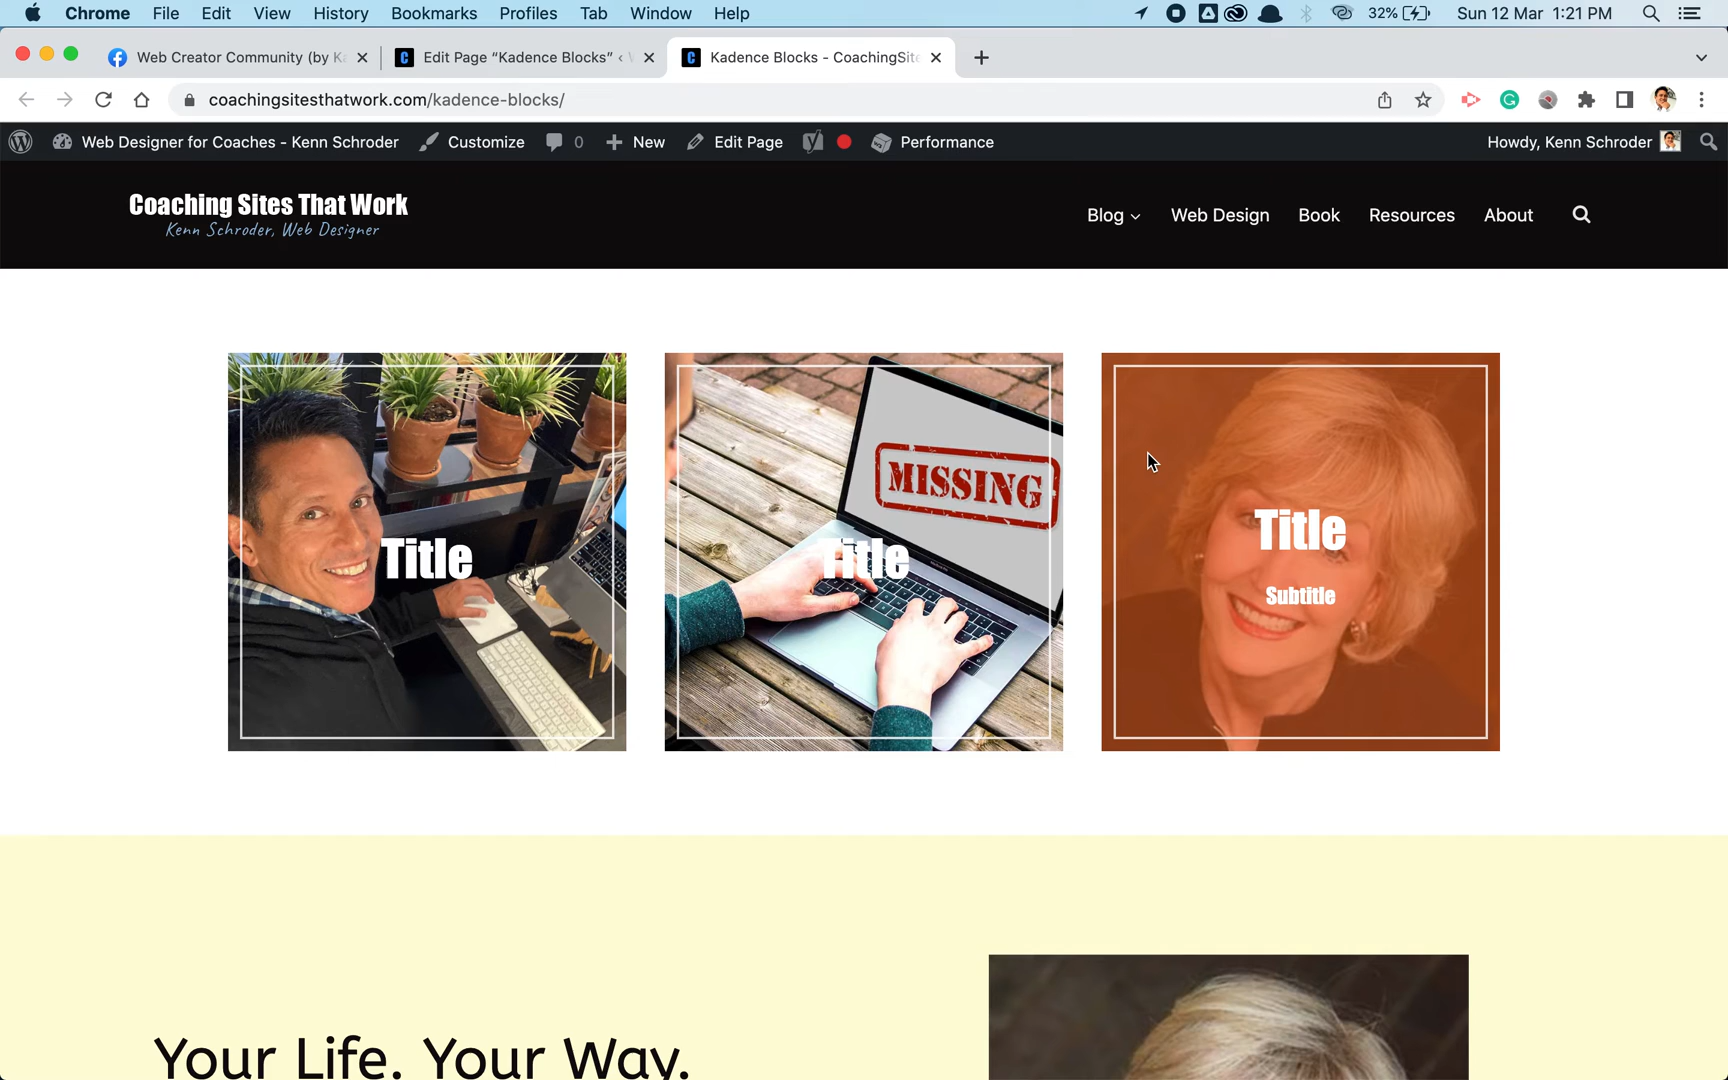 Chrome File Edit View History Bookmarks Profiles Tab Window Help 32% Sun 12 Mar 1:21 PM
Web Creator Community (by Ka Edit Page “Kadence Blocks” ‹ W Kadence Blocks - CoachingSite
coachingsitesthatwork.com/kadence-blocks/
Web Designer for Coaches - Kenn Schroder Customize 0 New Edit Page Performance Howdy, Kenn Schroder
Coaching Sites That Work
Kenn Schroder, Web Designer
Blog Web Design Book Resources About
MISSING
Title
Title
Title
Subtitle
Your Life. Your Way.